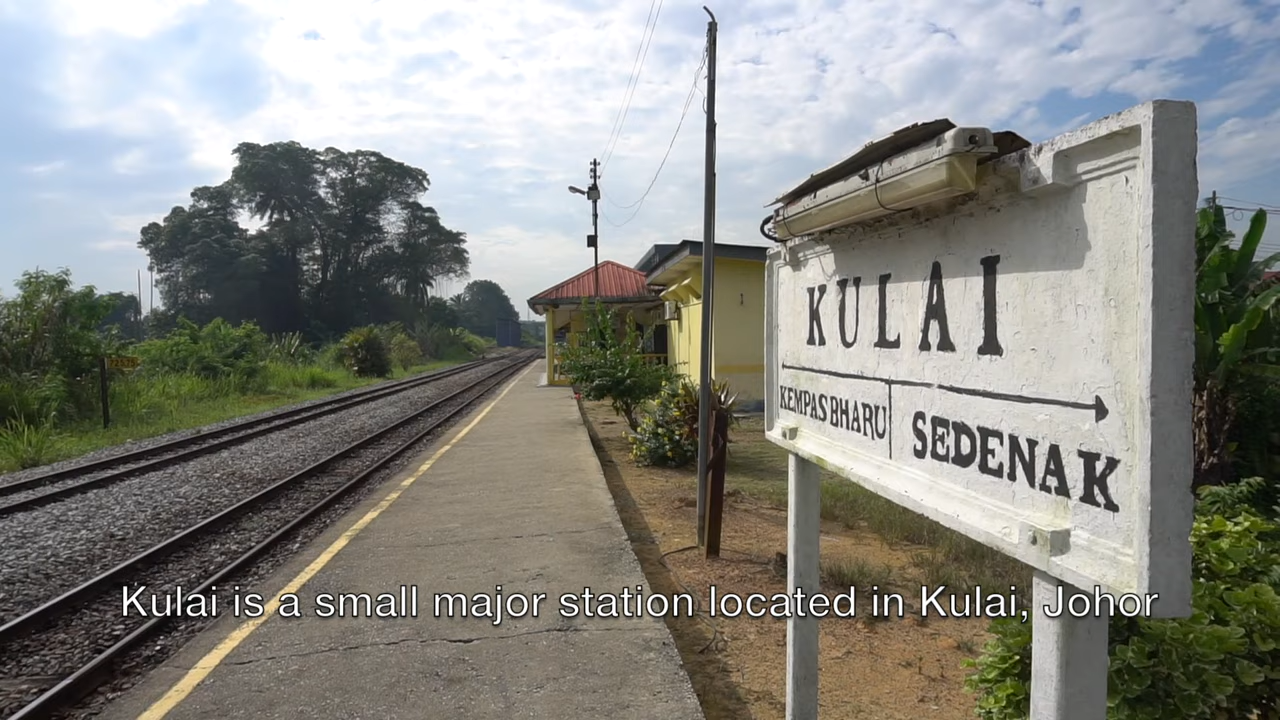 KULAI
KEMPAS BHARU
SEDENAK
Kulai is a small major station located in Kulai, Johor